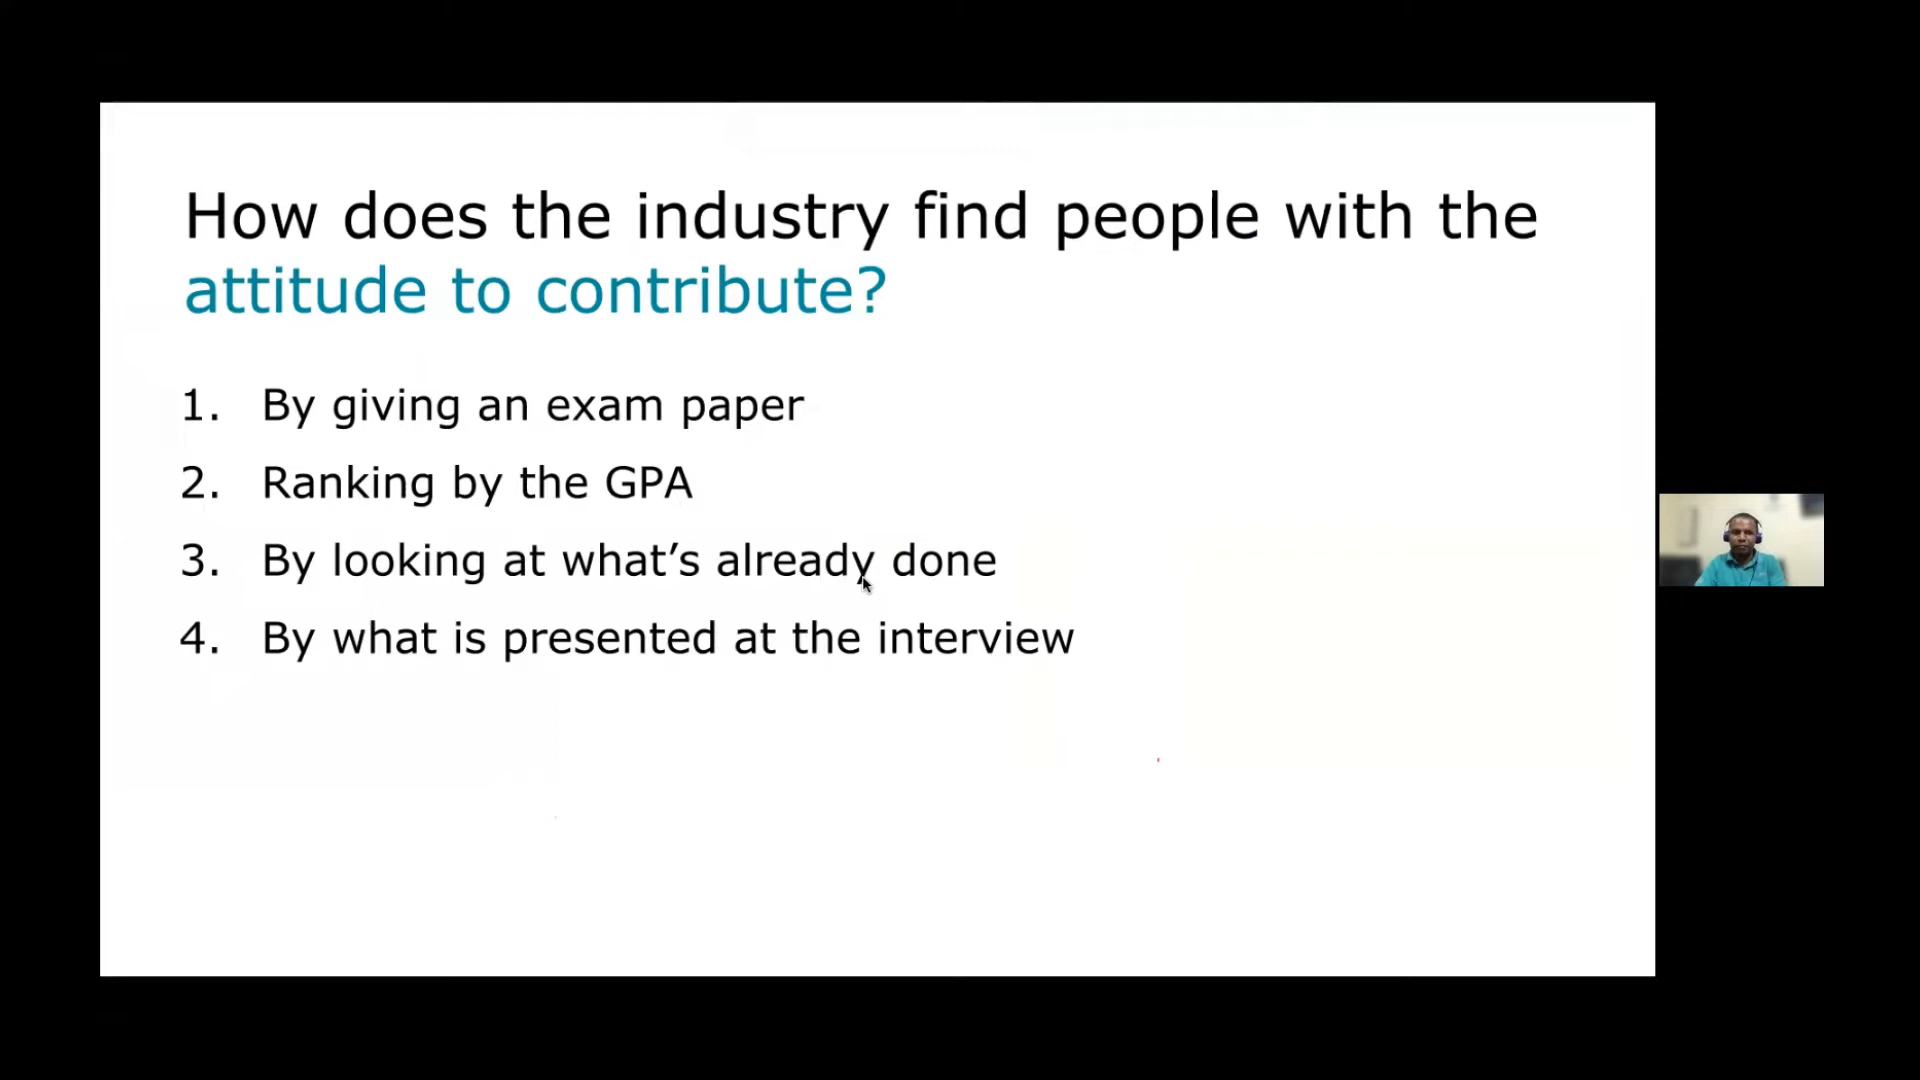 How does the industry find people with the
attitude to contribute?
1. By giving an exam paper
2. Ranking by the GPA
3. By looking at what’s already done
4. By what is presented at the interview